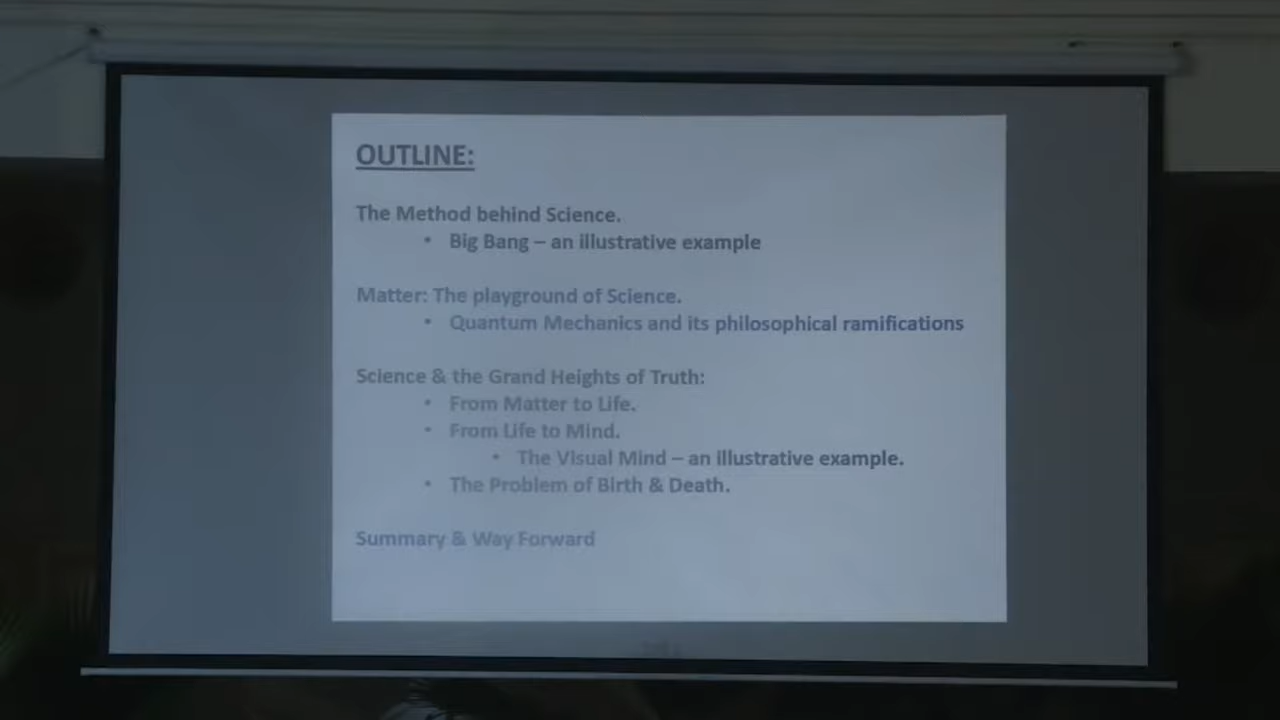 OUTLINE:
The Method behind Science.
• Big Bang – an illustrative example
Matter: The playground of Science.
• Quantum Mechanics and its philosophical ramifications
Science & the Grand Heights of Truth:
• From Matter to Life.
• From Life to Mind.
• The Visual Mind – an illustrative example.
• The Problem of Birth & Death.
Summary & Way Forward